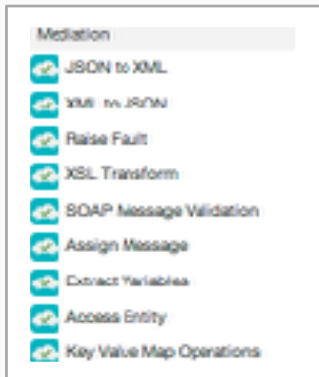 Mediation
JSON to XML
XML to JSON
Raise Fault
XSL Transform
SOAP Message Validation
Assign Message
Extract Variables
Access Entity
Key Value Map Operations